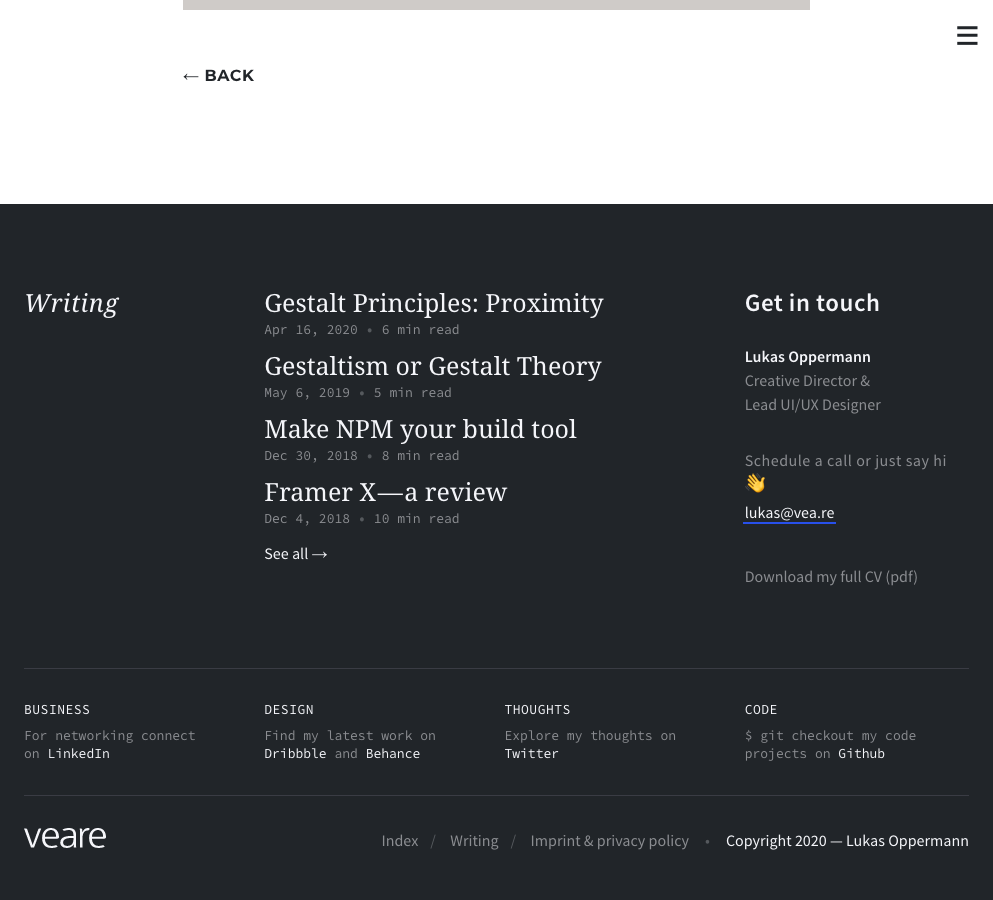 ← BACK
Writing
Gestalt Principles: Proximity
Apr 16, 2020 • 6 min read
Gestaltism or Gestalt Theory
May 6, 2019 • 5 min read
Make NPM your build tool
Dec 30, 2018 • 8 min read
Framer X—a review
Dec 4, 2018 • 10 min read
See all →
Get in touch
Lukas Oppermann
Creative Director &
Lead UI/UX Designer
Schedule a call or just say hi
👋
lukas@vea.re
Download my full CV (pdf)
BUSINESS
For networking connect
on LinkedIn
DESIGN
Find my latest work on
Dribbble and Behance
THOUGHTS
Explore my thoughts on
Twitter
CODE
$ git checkout my code
projects on Github
veare
Index / Writing / Imprint & privacy policy • Copyright 2020 — Lukas Oppermann